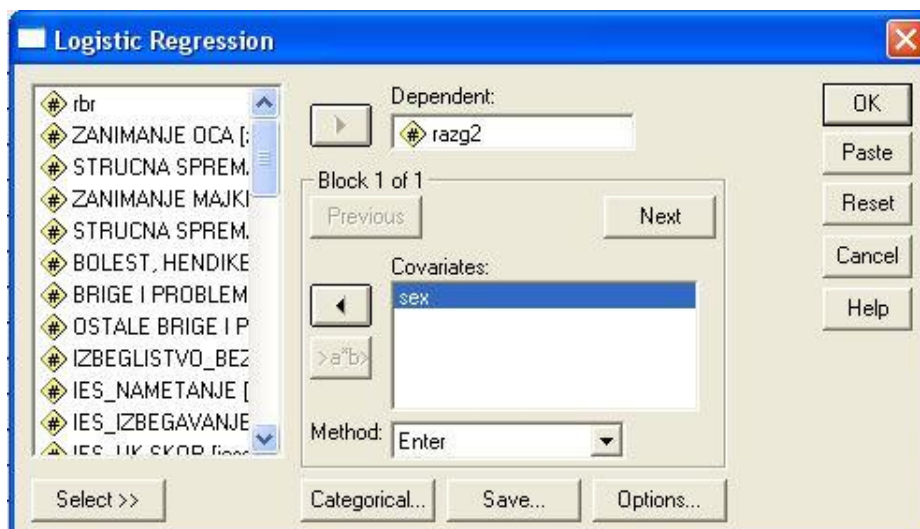 Logistic Regression
rbr
ZANIMANJE OCA [:
STRUCNA SPREM.
ZANIMANJE MAJKI
STRUCNA SPREM.
BOLEST, HENDIKE
BRIGE I PROBLEM
OSTALE BRIGE I P
IZBEGLISTVO_BEZ
IES_NAMETANJE [
IES_IZBEGAVANJE
Select >>
Dependent:
razg2
Block 1 of 1
Previous
Next
Covariates:
sex
>a*b>
Method:
Enter
Categorical...
Save...
Options...
OK
Paste
Reset
Cancel
Help